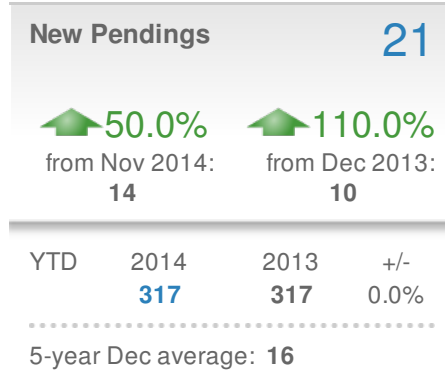 New Pendings 21
50.0% 110.0%
from Nov 2014: from Dec 2013:
14 10
YTD 2014 2013 +/-
317 317 0.0%
5-year Dec average: 16